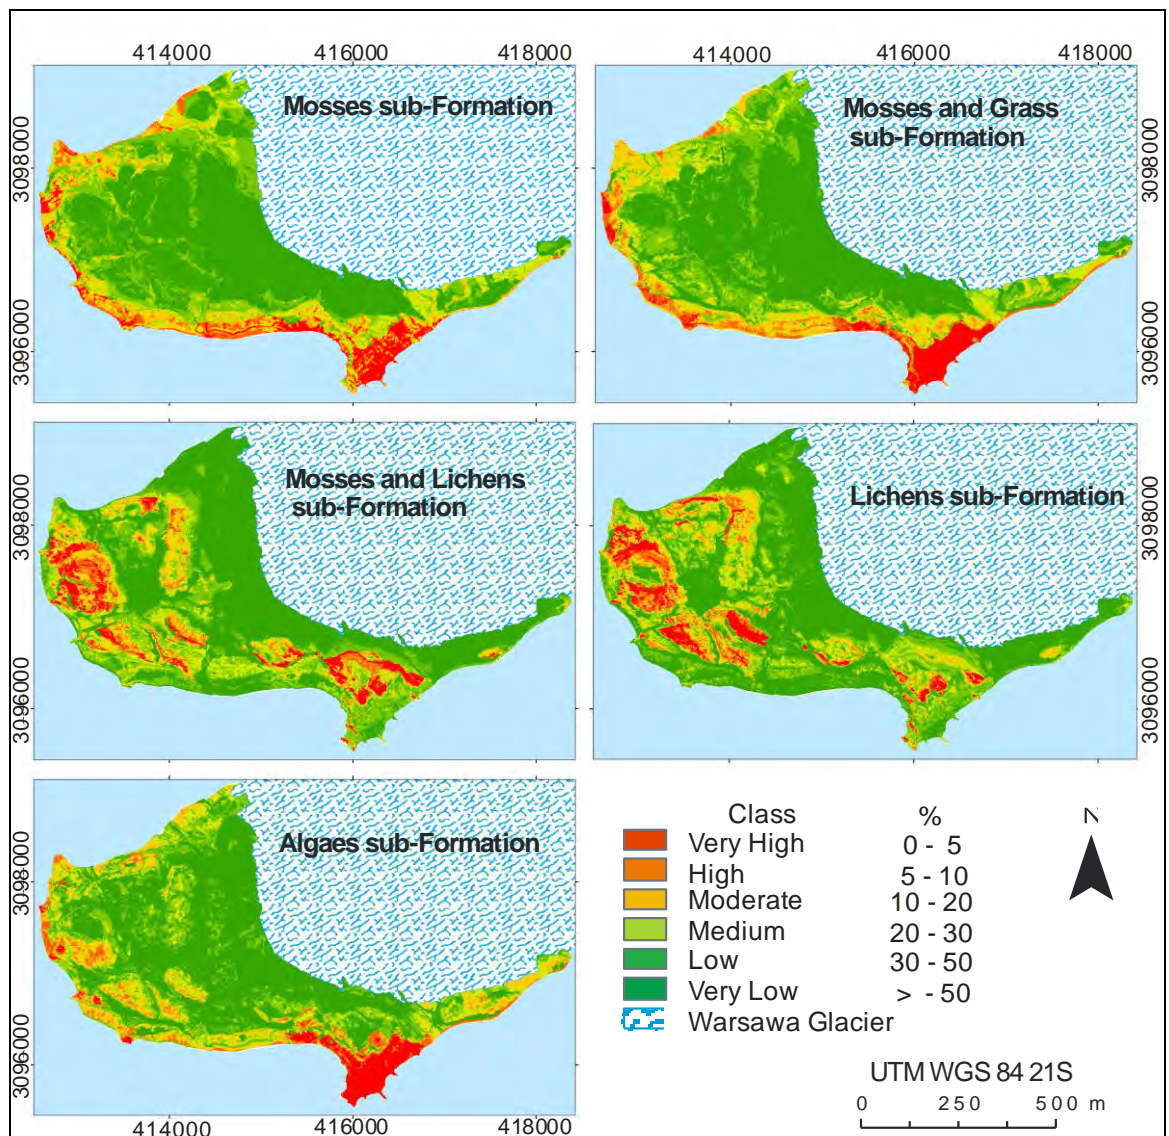 414000 416000 418000
414000 416000 418000
Mosses sub-Formation
Mosses and Grass
sub-Formation
3098000
3098000
3096000
3096000
Mosses and Lichens
sub-Formation
Lichens sub-Formation
3098000
3098000
3096000
3096000
Algaes sub-Formation
3098000
3096000
414000 416000 418000
Class %
Very High 0 - 5
High 5 - 10
Moderate 10 - 20
Medium 20 - 30
Low 30 - 50
Very Low > - 50
Warsawa Glacier
N
UTM WGS 84 21S
0 250 500 m